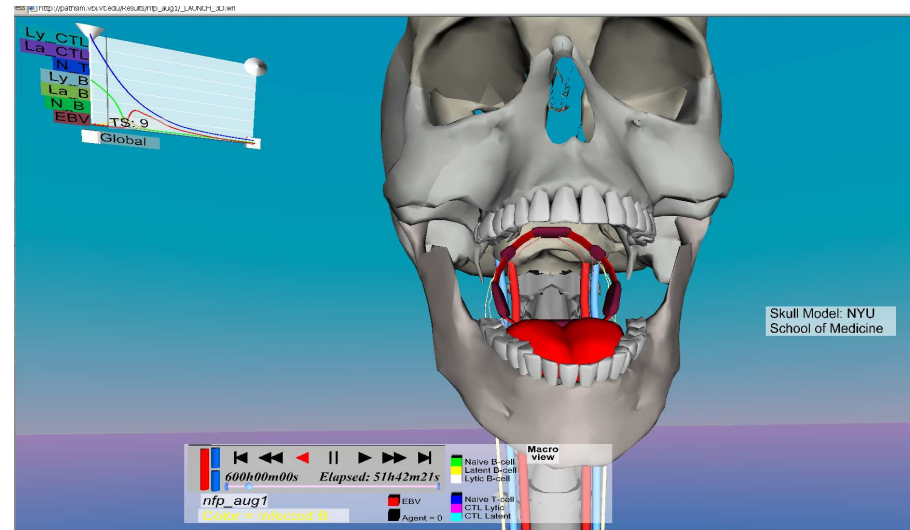 ess http://pathsim.vbi.vt.edu/Results/nfp_aug1/_LAUNCH_3D.wrl
Ly_CTL
La_CTL
N_T
Ly_B
La_B
N_B
EBV
TS: 9
Global
Skull Model: NYU
School of Medicine
600h00m00s Elapsed: 51h42m21s
nfp_aug1
Color = Infected B
EBV
Agent = 0
Naive B-cell
Latent B-cell
Lytic B-cell
Naive T-cell
CTL Lytic
CTL Latent
Macro
view